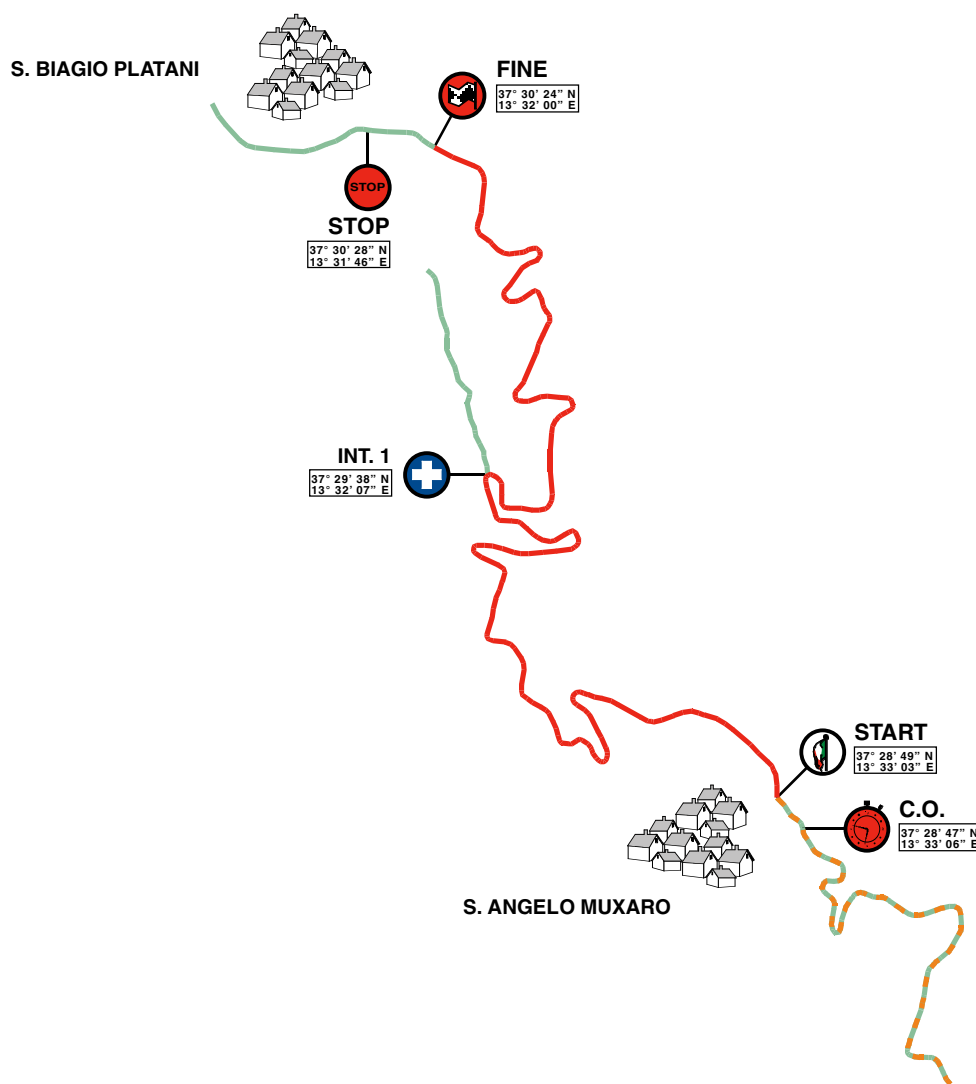 S. BIAGIO PLATANI
FINE
37° 30' 24” N
13° 32' 00” E
STOP
STOP
37° 30' 28” N
13° 31' 46” E
INT. 1
37° 29' 38” N
13° 32' 07” E
START
37° 28' 49” N
13° 33' 03” E
C.O.
37° 28' 47” N
13° 33' 06” E
S. ANGELO MUXARO